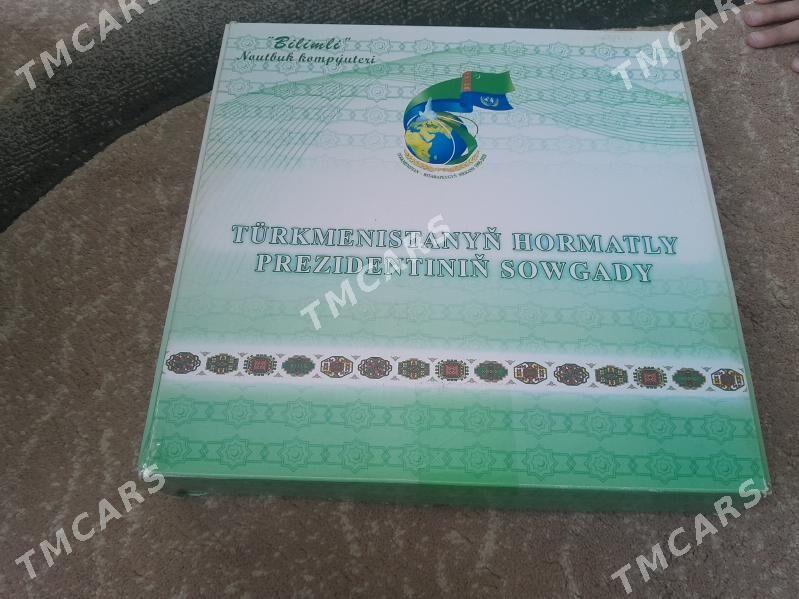 "Bilimli"
Noutbuk kompýuteri
TÜRKMENISTANYŇ HORMATLY
PREZIDENTINIŇ SOWGADY
TMCARS
TMCARS
TMCARS
TMCARS
TMCARS